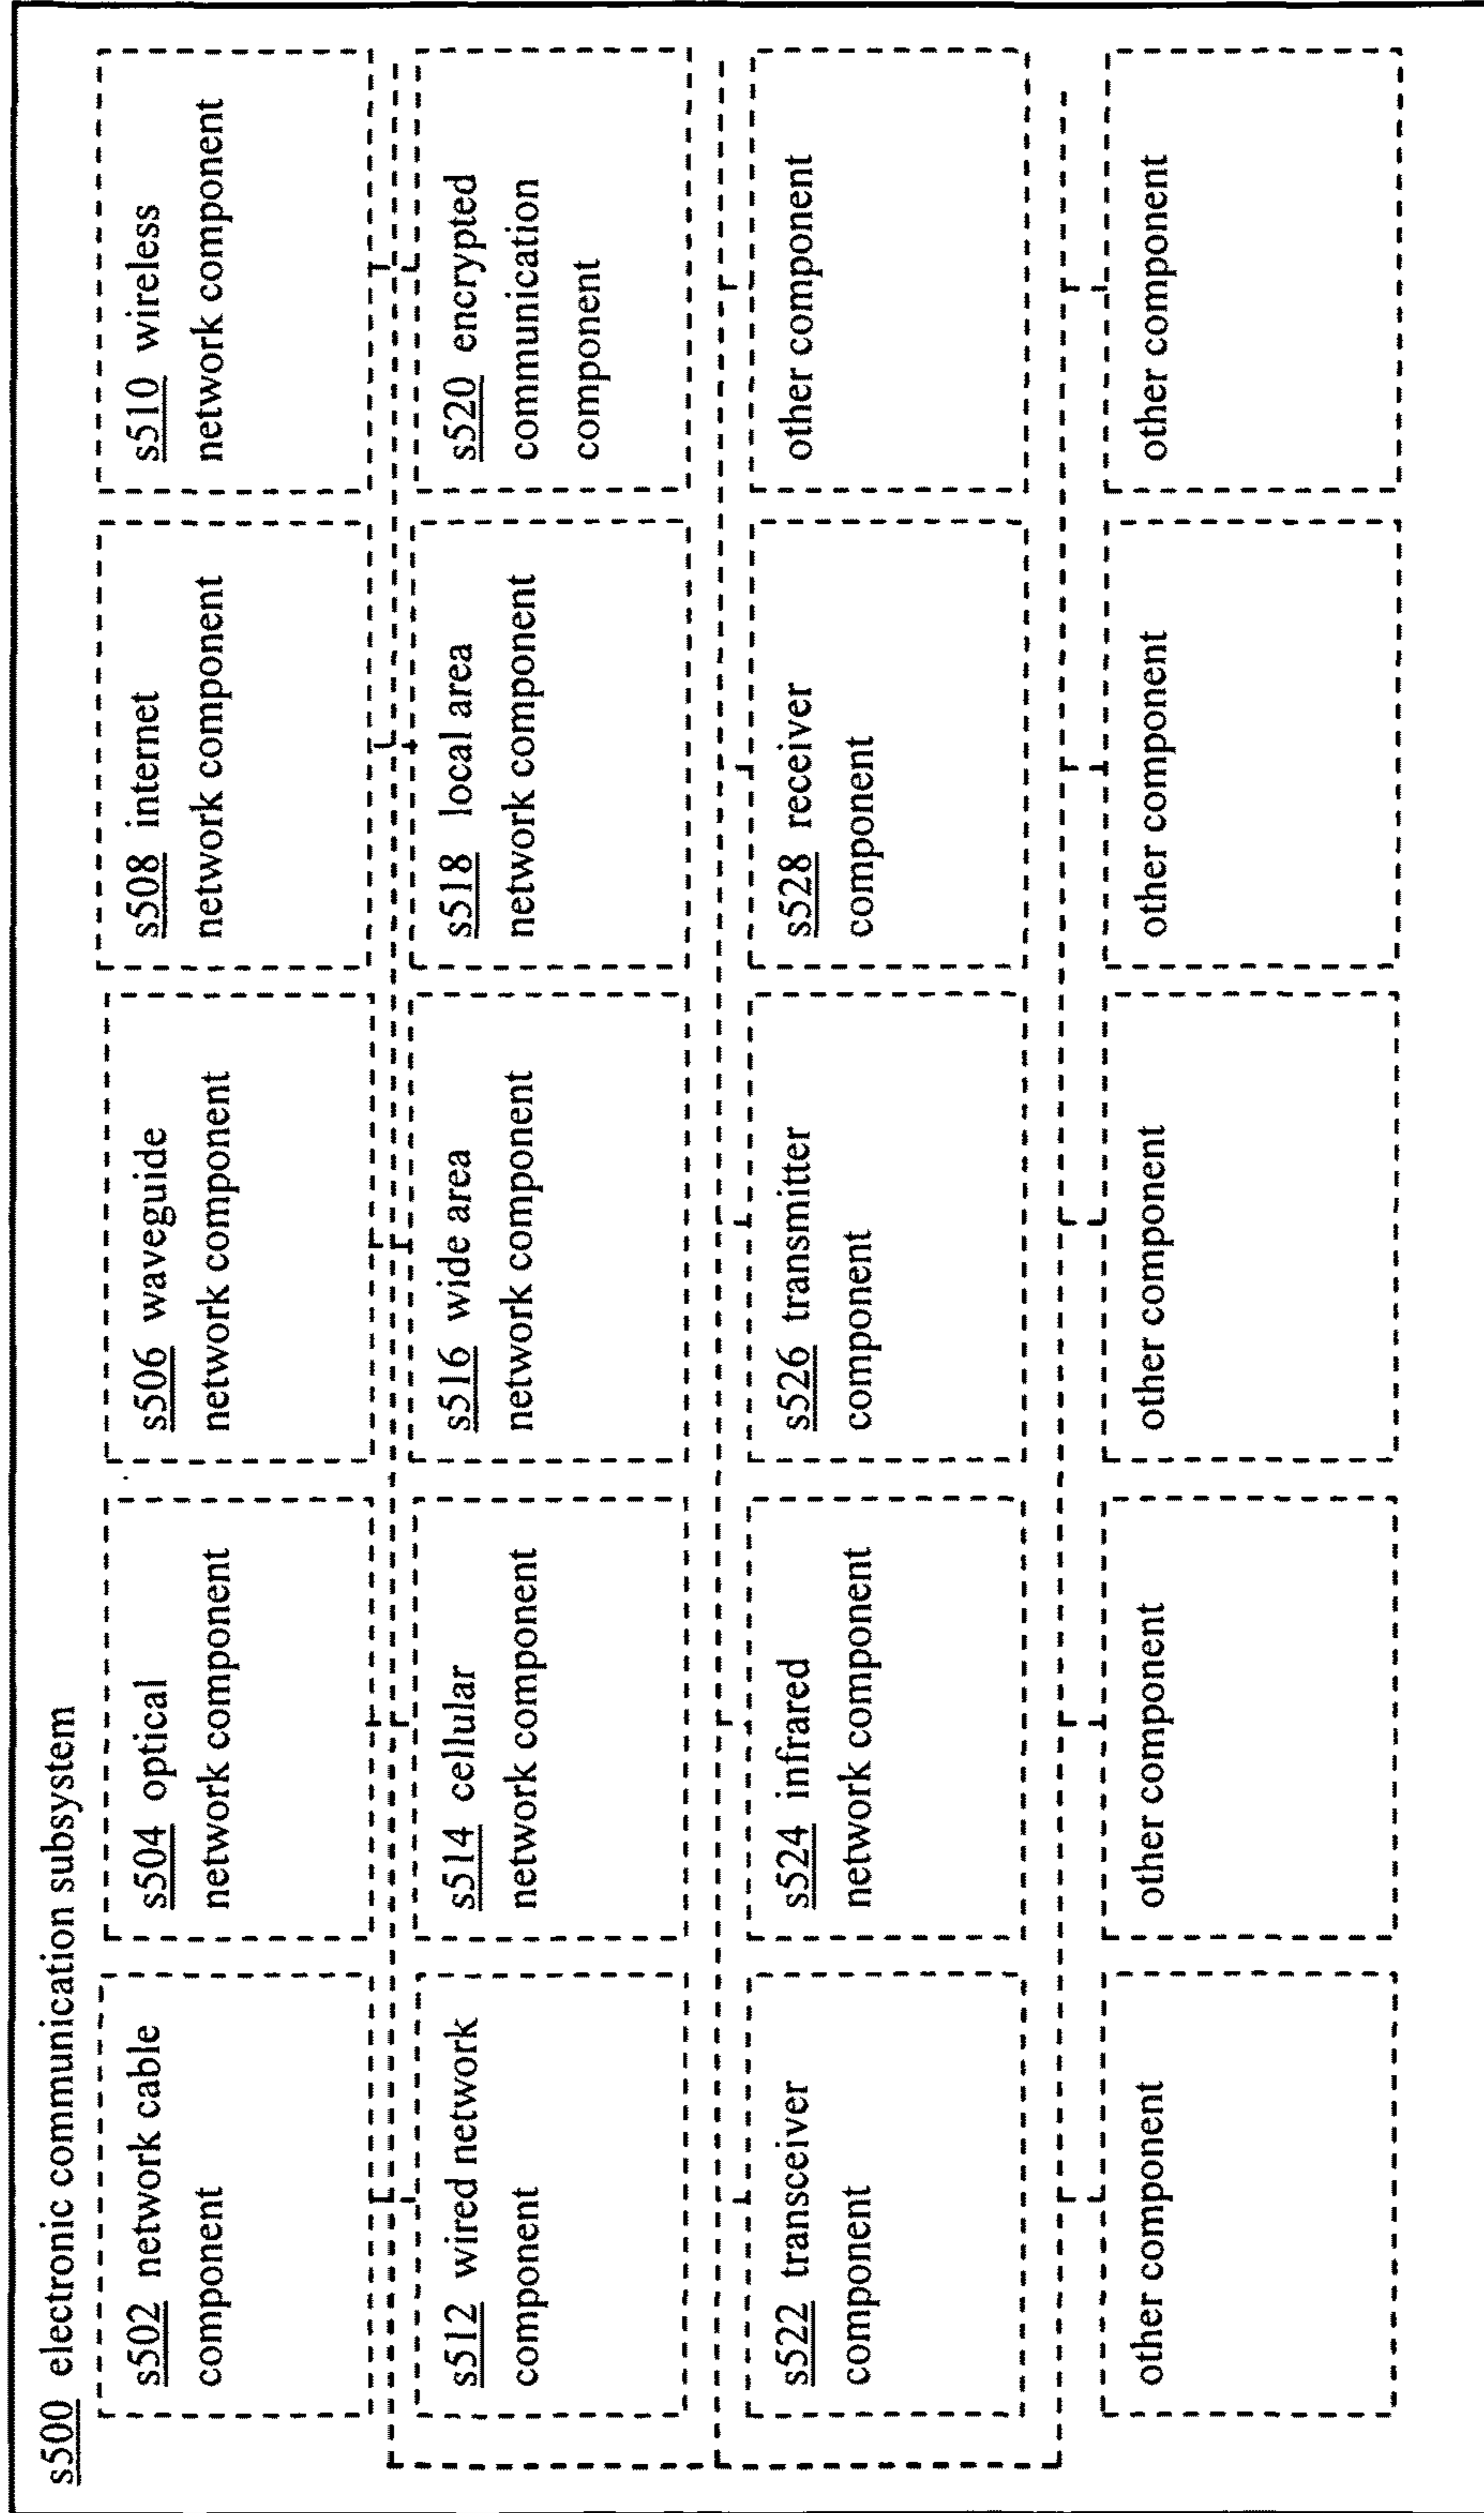 s500 electronic communication subsystem
s502 network cable
component
s504 optical
network component
s506 waveguide
network component
s508 internet
network component
s510 wireless
network component
s512 wired network
component
s514 cellular
network component
s516 wide area
network component
s518 local area
network component
s520 encrypted
communication
component
s522 transceiver
component
s524 infrared
network component
s526 transmitter
component
s528 receiver
component
other component
other component
other component
other component
other component
other component